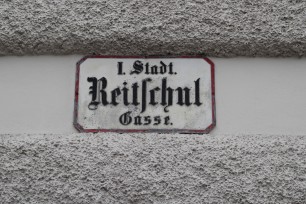 I. Stadt.
Reitſchul
Gasse.